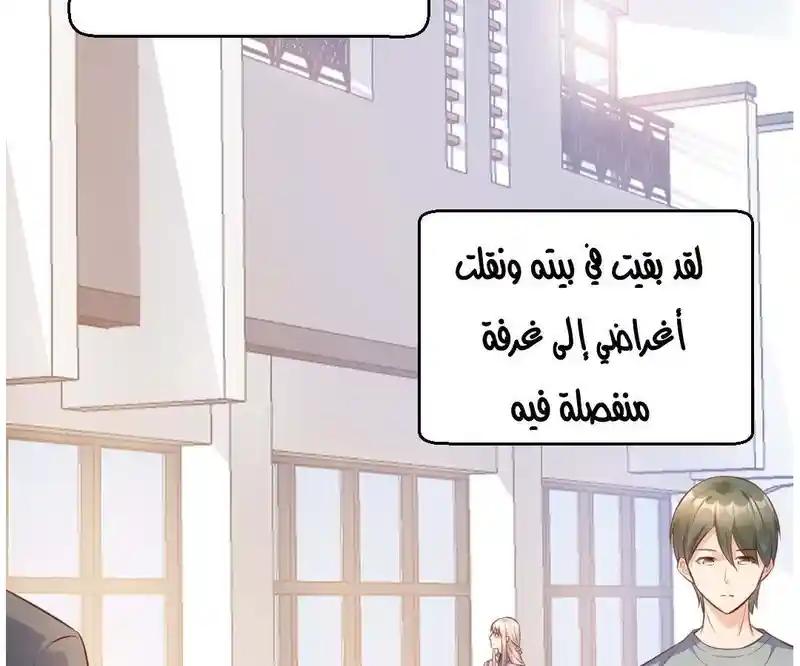 لقد بقيت في بيته ونقلت
أغراضي إلى غرفة
منفصلة فيه